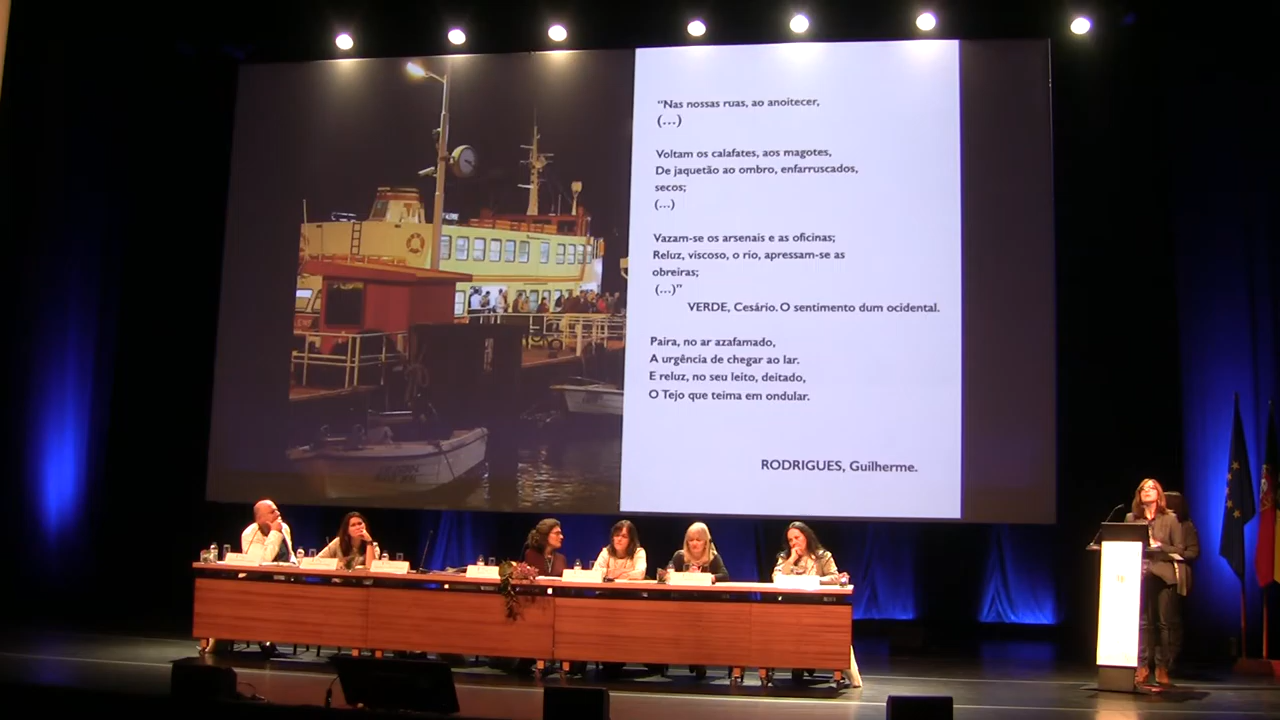 “Nas nossas ruas, ao anoitecer,
(...)
Voltam os calafates, aos magotes,
De jaquetão ao ombro, enfarruscados,
secos;
(...)
Vazam-se os arsenais e as oficinas;
Reluz, viscoso, o rio, apressam-se as
obreiras;
(...)”
VERDE, Cesário. O sentimento dum ocidental.
Paira, no ar azafamado,
A urgência de chegar ao lar.
E reluz, no seu leito, deitado,
O Tejo que teima em ondular.
RODRIGUES, Guilherme.